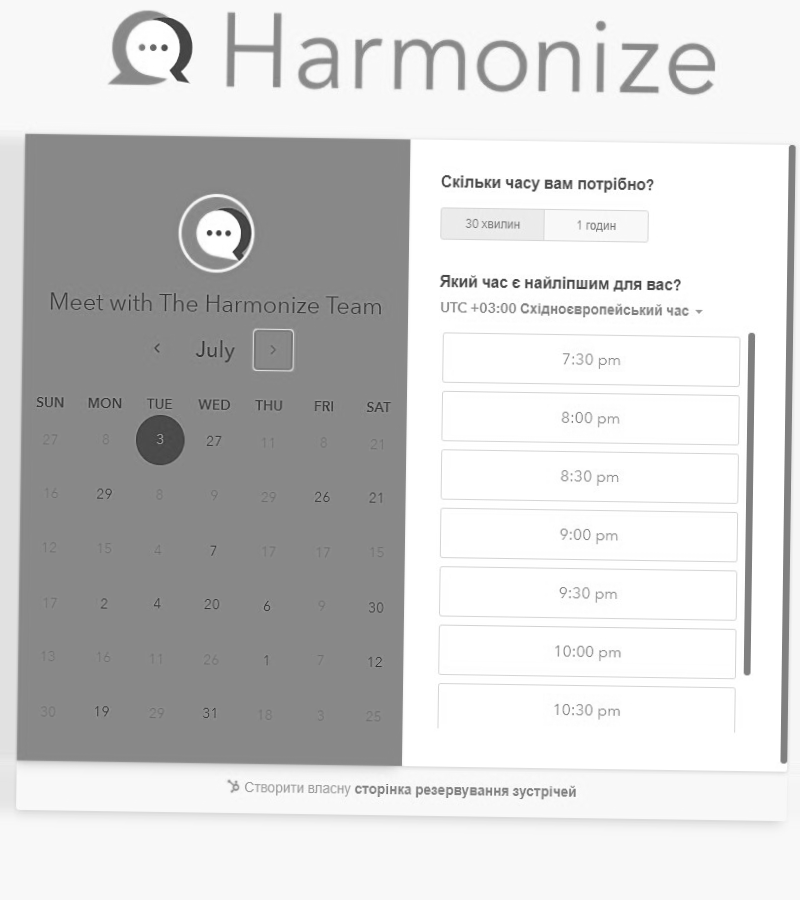 Harmonize
Meet with The Harmonize Team
July
SUN MON TUE WED THU FRI SAT
27 8 3 27 11 8 21
16 29 8 9 29 26 21
12 15 4 7 17 17 15
17 2 4 20 6 9 30
13 16 11 26 1 7 12
30 19 29 31 18 3 25
Скільки часу вам потрібно?
30 хвилин 1 годин
Який час є найліпшим для вас?
UTC +03:00 Східноєвропейський час
7:30 pm
8:00 pm
8:30 pm
9:00 pm
9:30 pm
10:00 pm
10:30 pm
Створити власну сторінка резервування зустрічей